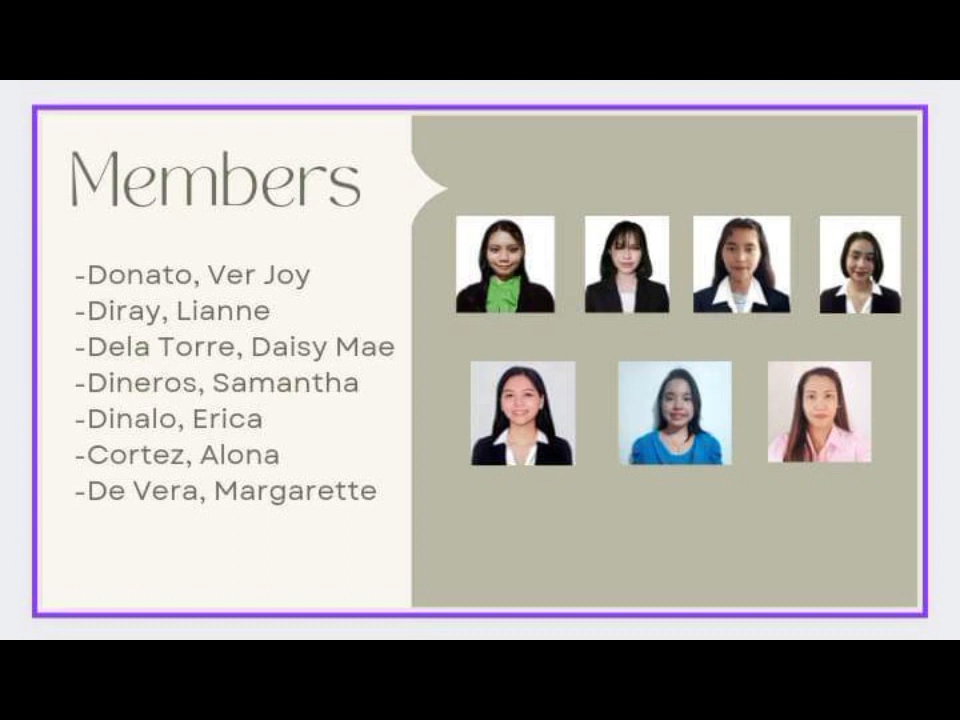 Members
-Donato, Ver Joy
-Diray, Lianne
-Dela Torre, Daisy Mae
-Dineros, Samantha
-Dinalo, Erica
-Cortez, Alona
-De Vera, Margarette